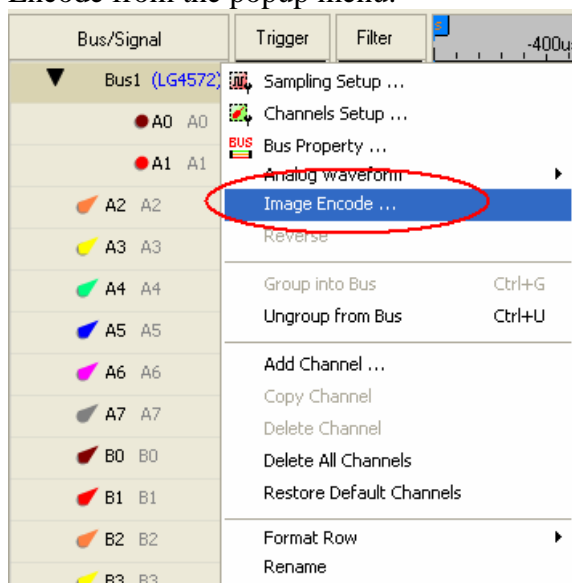 Encode from the popup menu.
Bus/Signal Trigger Filter -400u
Bus1 (LG4572) Sampling Setup ...
A0 A0 Channels Setup ...
BUS Bus Property ...
A1 A1 Analog Waveform
A2 A2 Image Encode ...
A3 A3 Reverse
A4 A4 Group into Bus Ctrl+G
A5 A5 Ungroup from Bus Ctrl+U
A6 A6 Add Channel ...
Copy Channel
A7 A7 Delete Channel
B0 B0 Delete All Channels
B1 B1 Restore Default Channels
B2 B2 Format Row
Rename
B3 B3